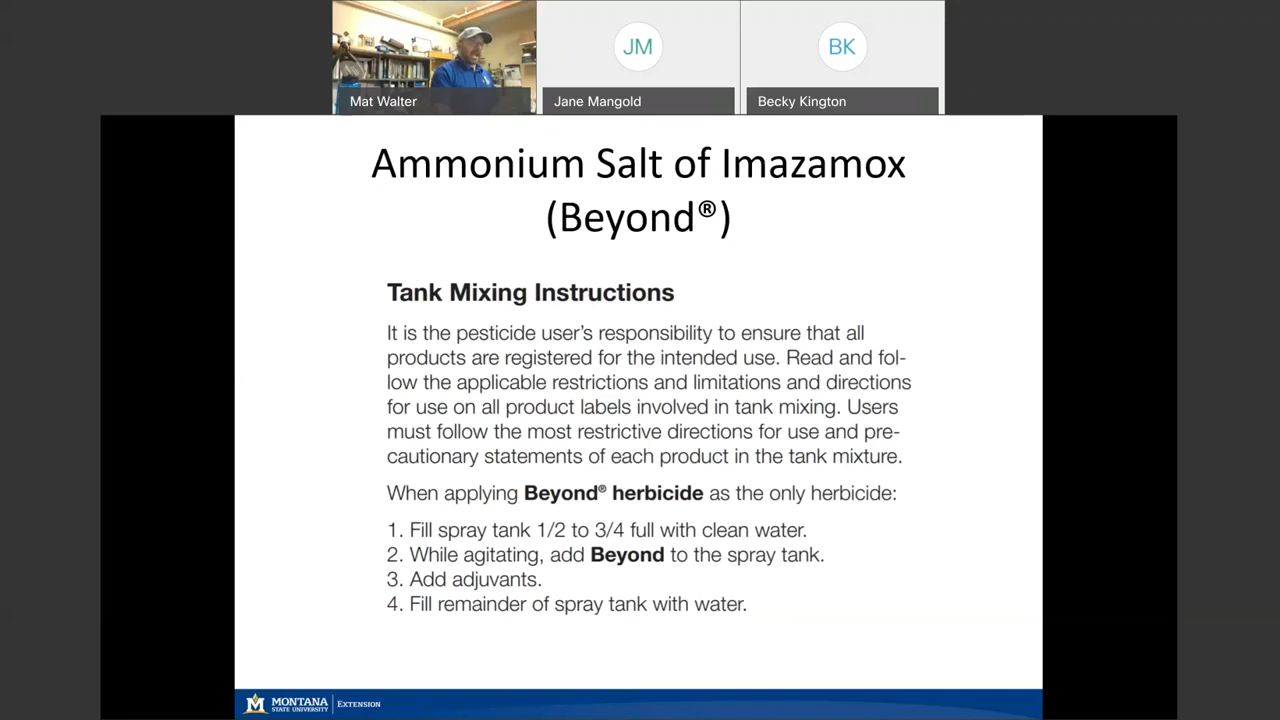 JM
BK
Mat Walter
Jane Mangold
Becky Kington
Ammonium Salt of Imazamox
(Beyond®)
Tank Mixing Instructions
It is the pesticide user's responsibility to ensure that all
products are registered for the intended use. Read and fol-
low the applicable restrictions and limitations and directions
for use on all product labels involved in tank mixing. Users
must follow the most restrictive directions for use and pre-
cautionary statements of each product in the tank mixture.
When applying Beyond® herbicide as the only herbicide:
1. Fill spray tank 1/2 to 3/4 full with clean water.
2. While agitating, add Beyond to the spray tank.
3. Add adjuvants.
4. Fill remainder of spray tank with water.
M
MONTANA
STATE UNIVERSITY
EXTENSION